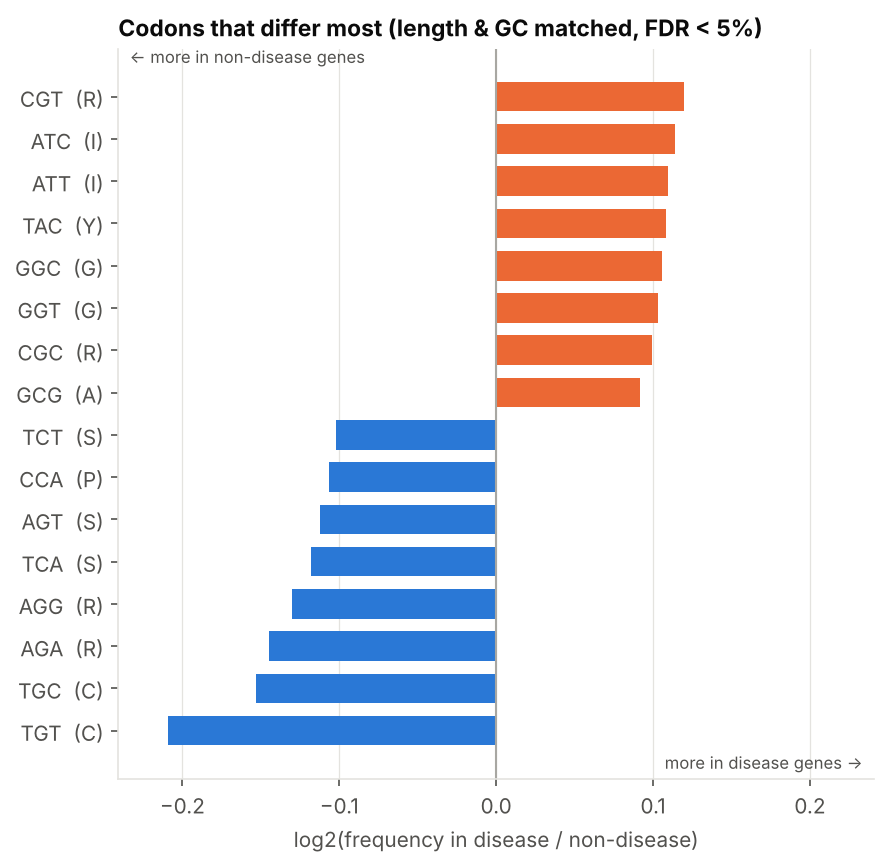 Codons that differ most (length & GC matched, FDR < 5%)
← more in non-disease genes
CGT (R)
ATC (I)
ATT (I)
TAC (Y)
GGC (G)
GGT (G)
CGC (R)
GCG (A)
TCT (S)
CCA (P)
AGT (S)
TCA (S)
AGG (R)
AGA (R)
TGC (C)
TGT (C)
more in disease genes →
−0.2 −0.1 0.0 0.1 0.2
log2(frequency in disease / non-disease)